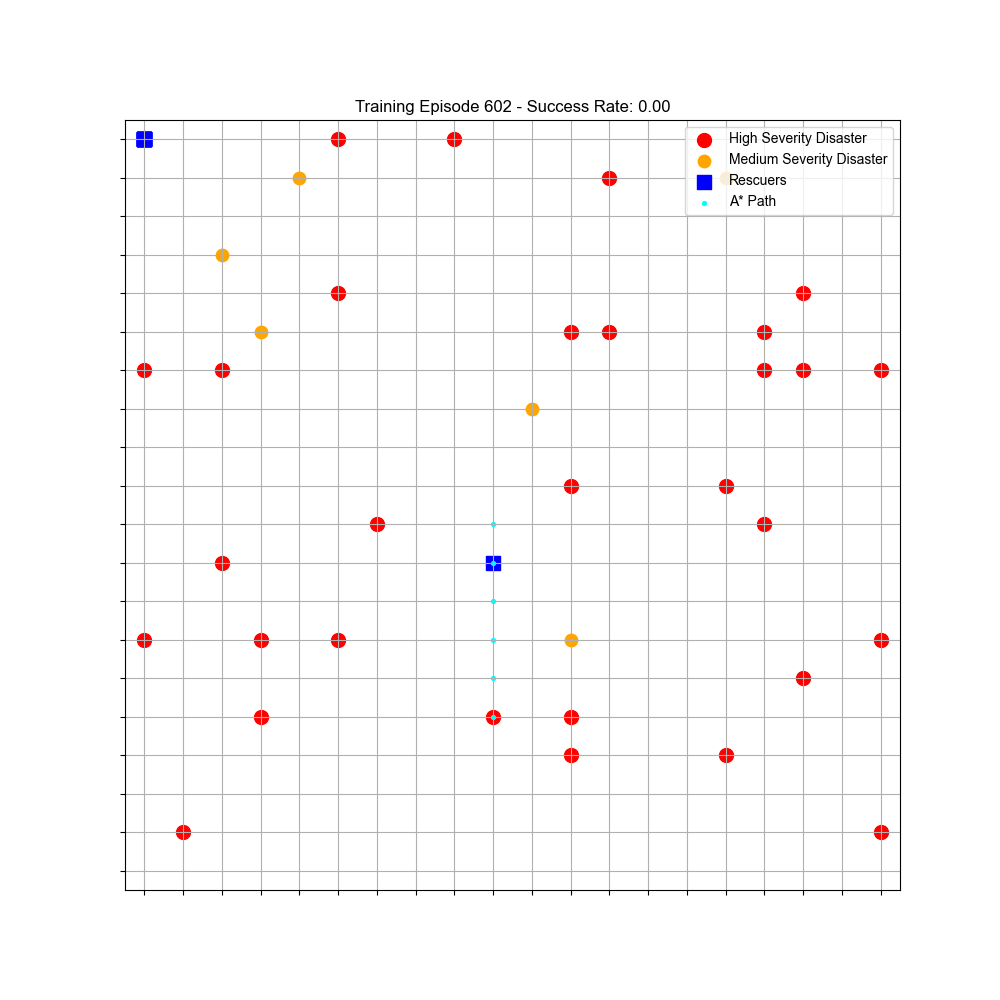 Training Episode 602 - Success Rate: 0.00
High Severity Disaster
Medium Severity Disaster
Rescuers
A* Path